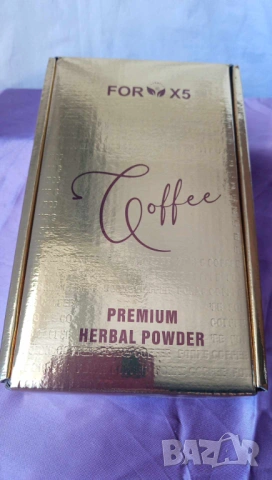 FOR X5
Coffee
PREMIUM
HERBAL POWDER
BAZAR